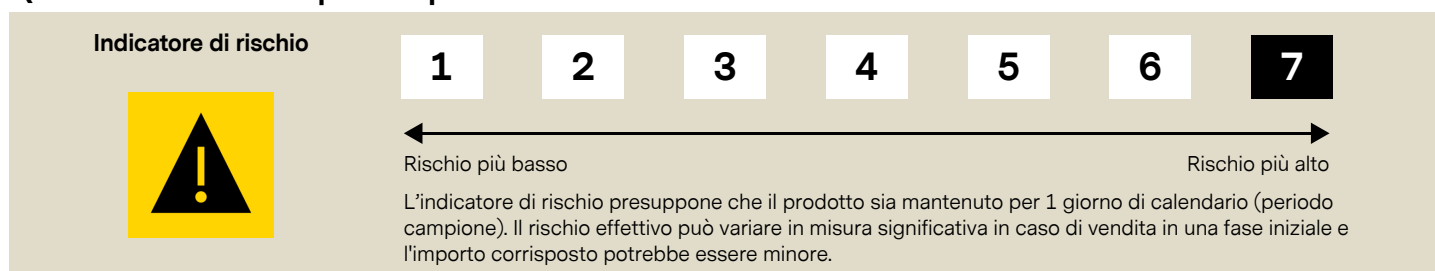 Indicatore di rischio
1 2 3 4 5 6 7
!
Rischio più basso Rischio più alto
L'indicatore di rischio presuppone che il prodotto sia mantenuto per 1 giorno di calendario (periodo
campione). Il rischio effettivo può variare in misura significativa in caso di vendita in una fase iniziale e
l'importo corrisposto potrebbe essere minore.